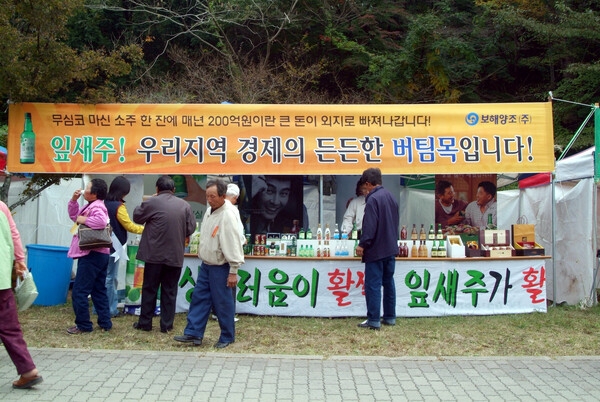 무심코 마신 소주 한 잔에 매년 200억원이란 큰 돈이 외지로 빠져나갑니다!
보해양조(주)
잎새주! 우리지역 경제의 든든한 버팀목입니다!
러움이 활 잎새주가 활